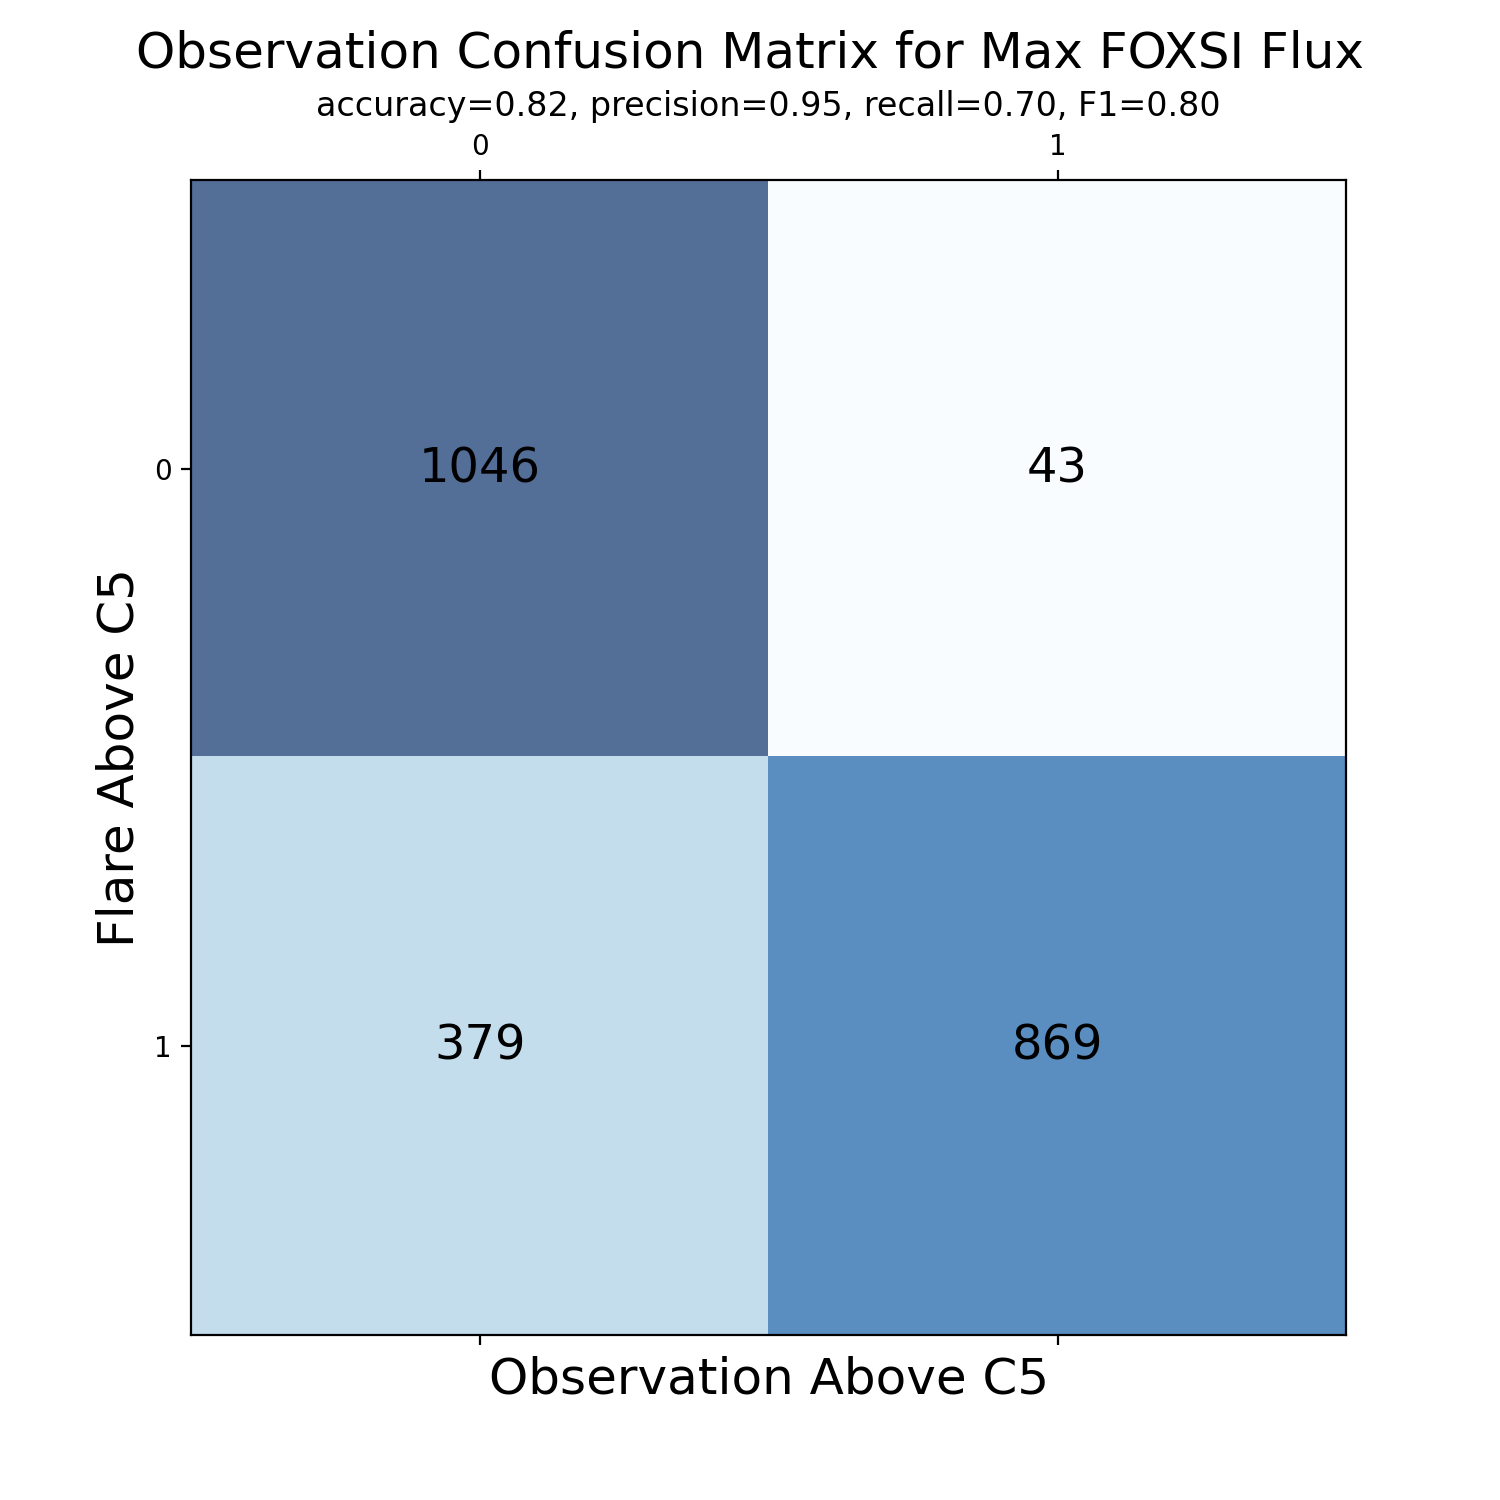 Observation Confusion Matrix for Max FOXSI Flux
accuracy=0.82, precision=0.95, recall=0.70, F1=0.80
0 1
0 1046 43
Flare Above C5
1 379 869
Observation Above C5